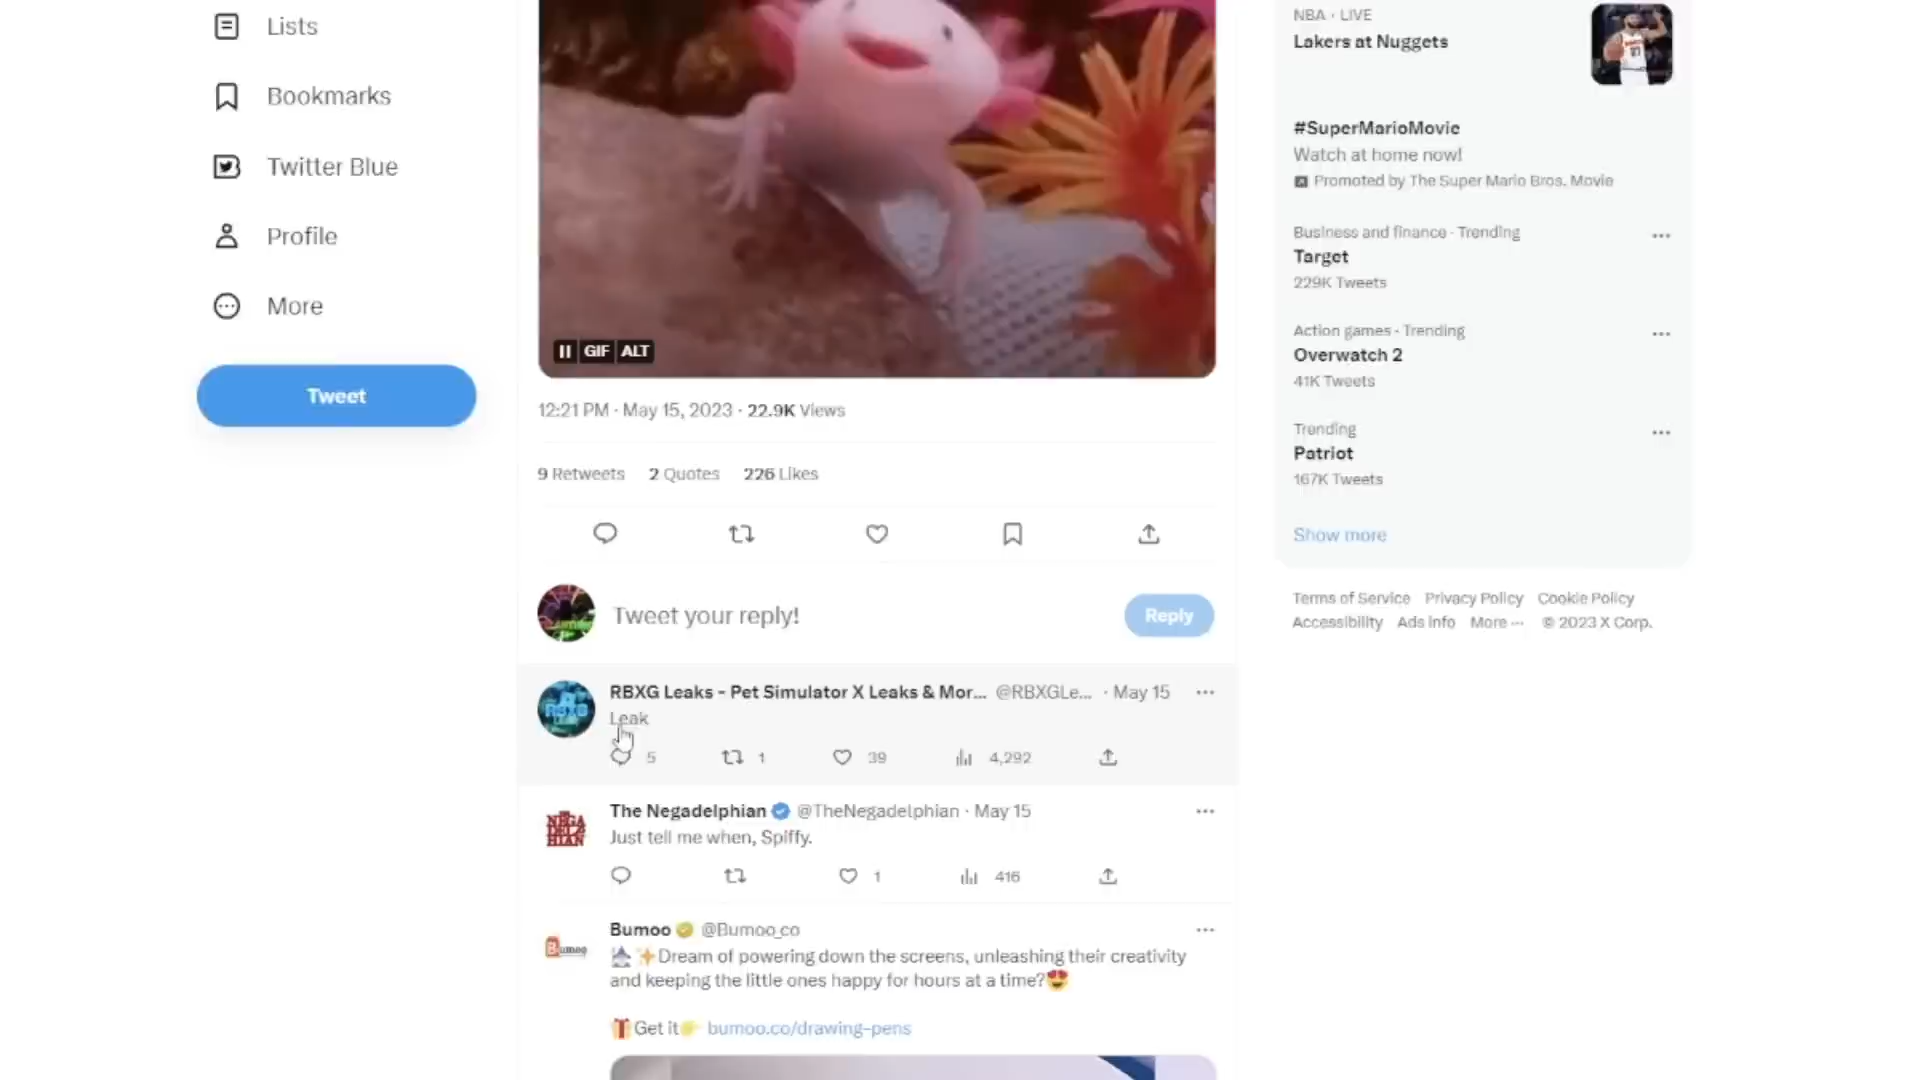 Lists
Bookmarks
Twitter Blue
Profile
More
Tweet
GIF ALT
12:21 PM · May 15, 2023 · 22.9K Views
9 Retweets 2 Quotes 226 Likes
Tweet your reply!
Reply
RBXG Leaks - Pet Simulator X Leaks & Mor... @RBXGLe... · May 15
Leak
5 1 39 4,292
The Negadelphian @TheNegadelphian · May 15
Just tell me when, Spiffy.
1 416
Bumoo @Bumoo_co
Dream of powering down the screens, unleashing their creativity
and keeping the little ones happy for hours at a time?
Get it bumoo.co/drawing-pens
NBA · LIVE
Lakers at Nuggets
#SuperMarioMovie
Watch at home now!
Promoted by The Super Mario Bros. Movie
Business and finance · Trending
Target
229K Tweets
Action games · Trending
Overwatch 2
41K Tweets
Trending
Patriot
167K Tweets
Show more
Terms of Service Privacy Policy Cookie Policy
Accessibility Ads info More ··· © 2023 X Corp.